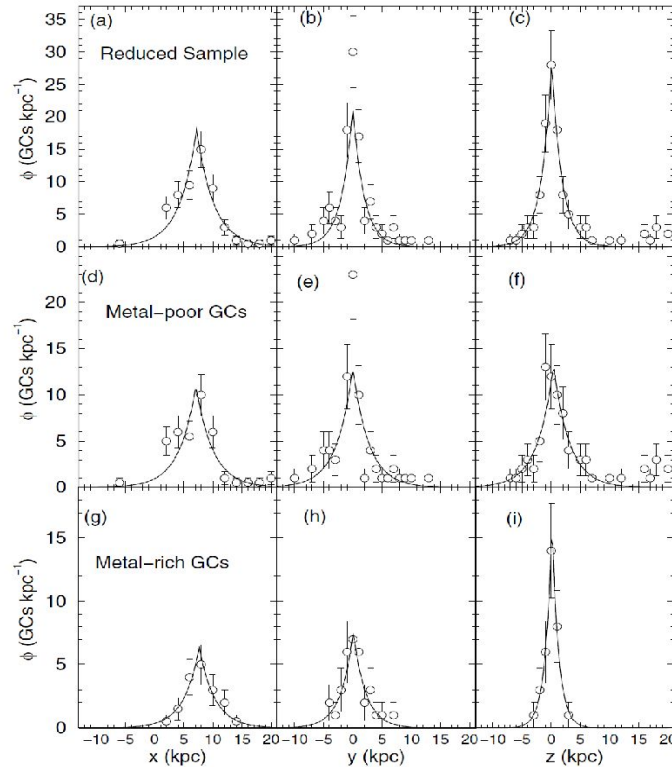 (a) (b) (c)
Reduced Sample
ϕ (GCs kpc⁻¹)
35
30
25
20
15
10
5
0
(d) (e) (f)
Metal-poor GCs
ϕ (GCs kpc⁻¹)
20
15
10
5
0
(g) (h) (i)
Metal-rich GCs
ϕ (GCs kpc⁻¹)
15
10
5
0
-10 -5 0 5 10 15 20 -10 -5 0 5 10 15 20 -10 -5 0 5 10 15 20
x (kpc) y (kpc) z (kpc)